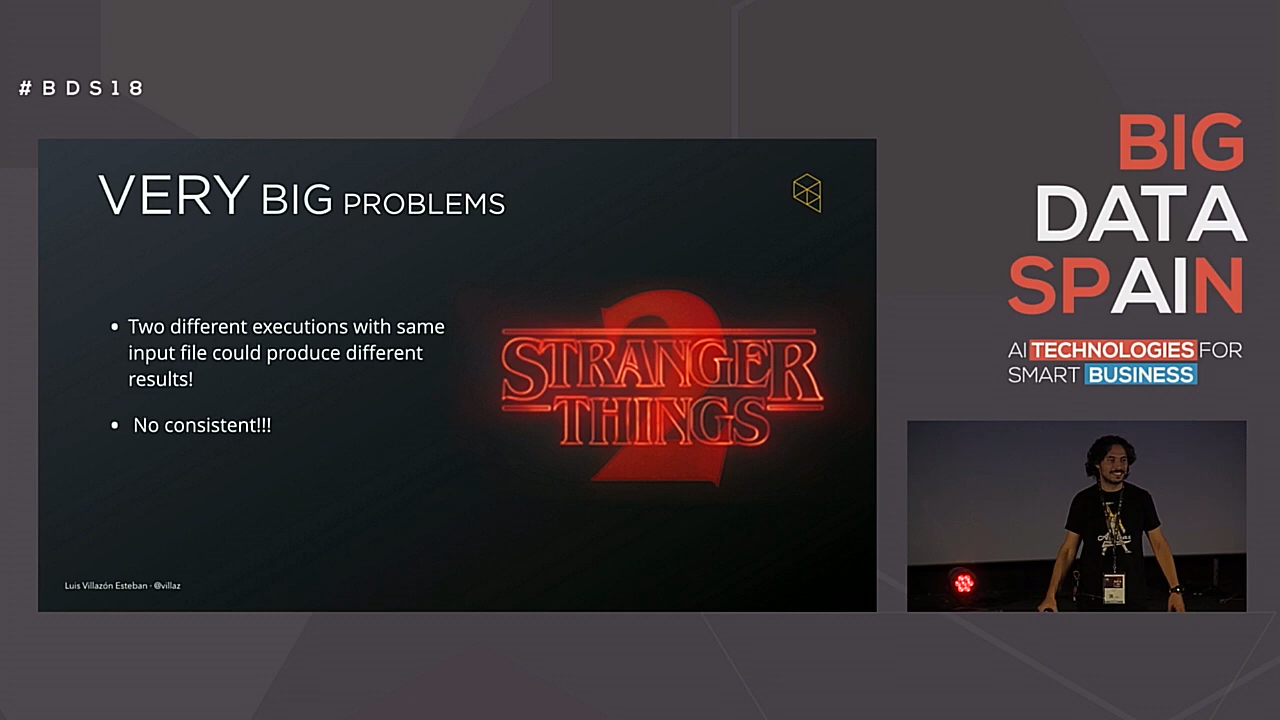 #BDS18
VERY BIG PROBLEMS
• Two different executions with same
input file could produce different
results!
• No consistent!!!
2
STRANGER
THINGS
Luis Villazón Esteban · @villaz
BIG
DATA
SPAIN
AI TECHNOLOGIES FOR
SMART BUSINESS